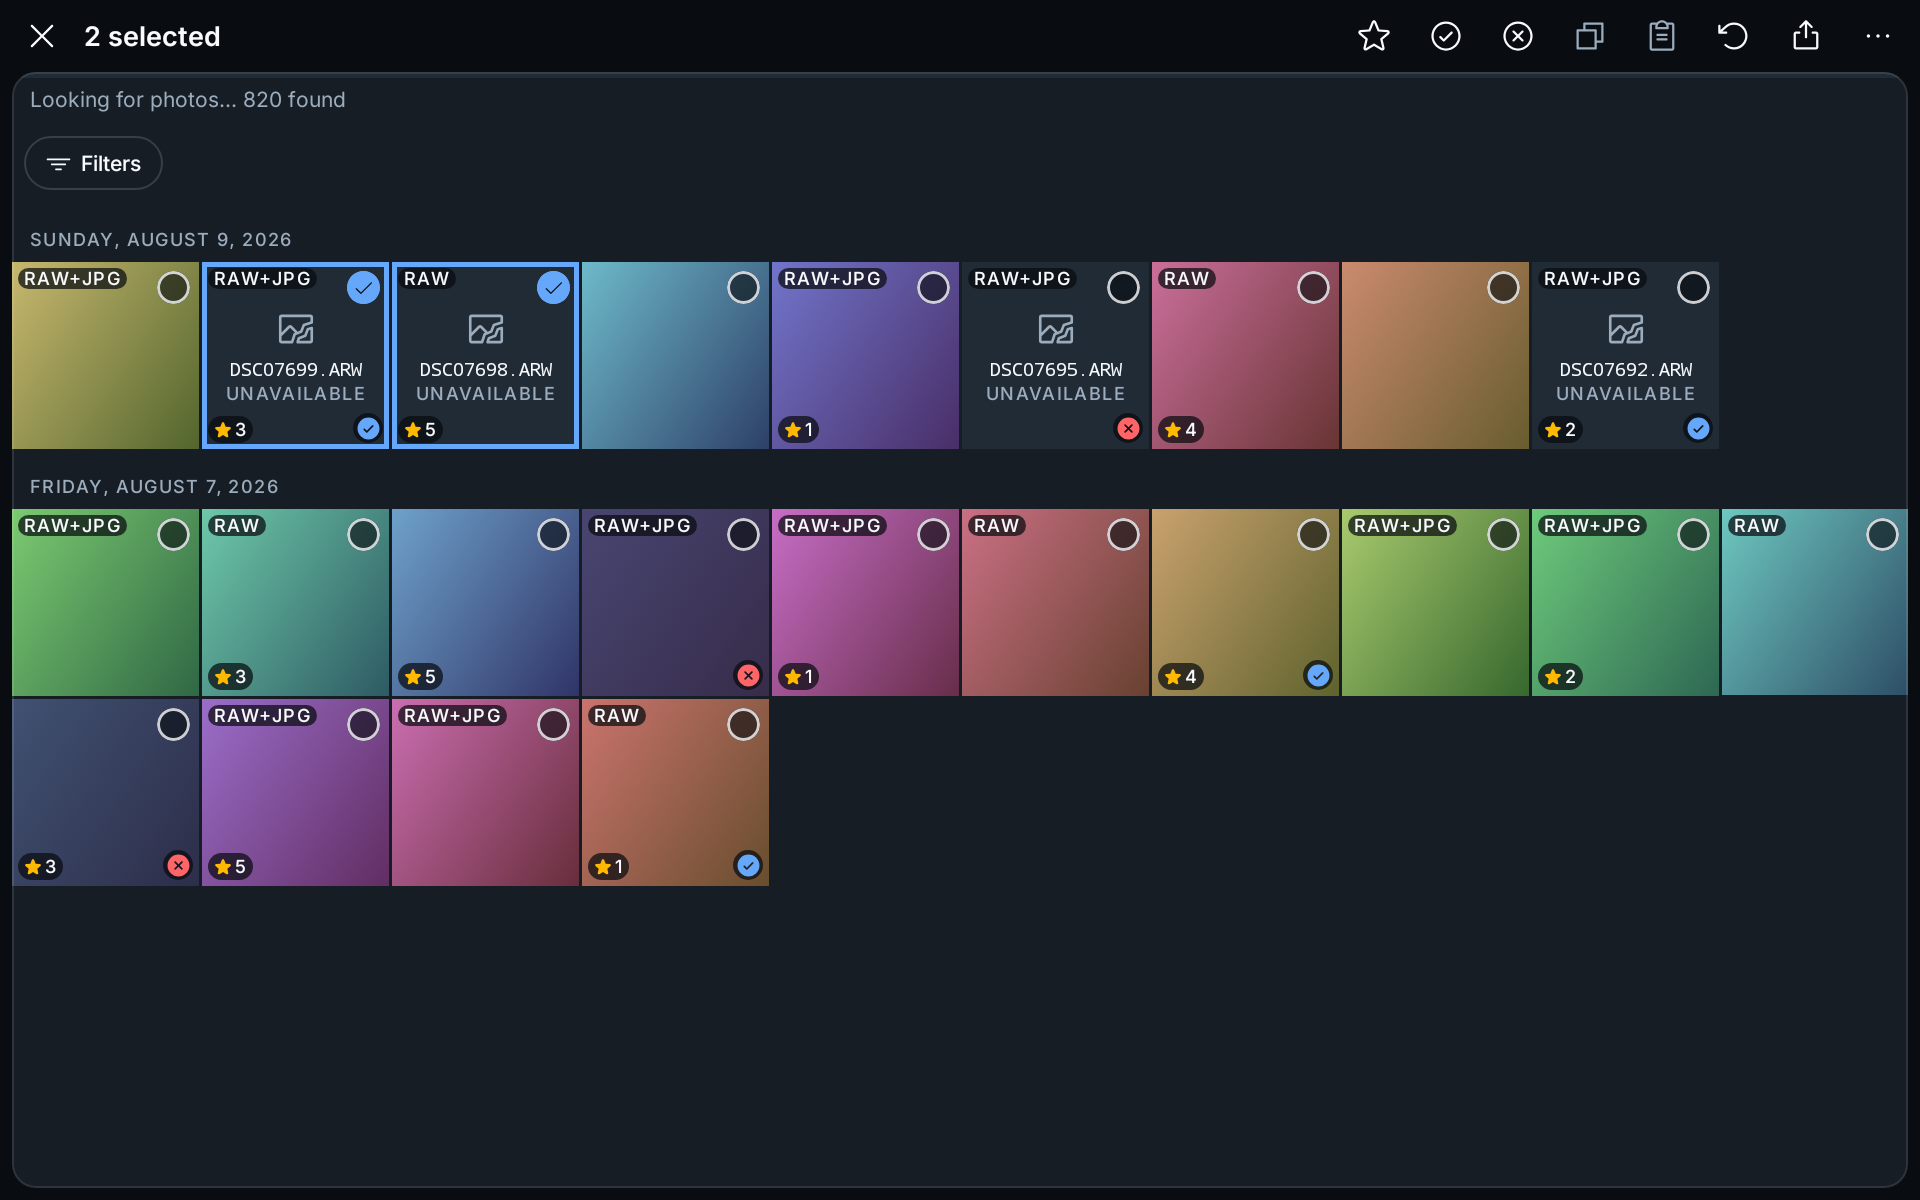 2 selected
Looking for photos... 820 found
Filters
SUNDAY, AUGUST 9, 2026
RAW+JPG
RAW+JPG
DSC07699.ARW
UNAVAILABLE
3
RAW
DSC07698.ARW
UNAVAILABLE
5
RAW+JPG
1
RAW+JPG
DSC07695.ARW
UNAVAILABLE
RAW
4
RAW+JPG
DSC07692.ARW
UNAVAILABLE
2
FRIDAY, AUGUST 7, 2026
RAW+JPG
RAW
3
5
RAW+JPG
RAW+JPG
1
RAW
4
RAW+JPG
RAW+JPG
2
RAW
3
RAW+JPG
5
RAW+JPG
RAW
1